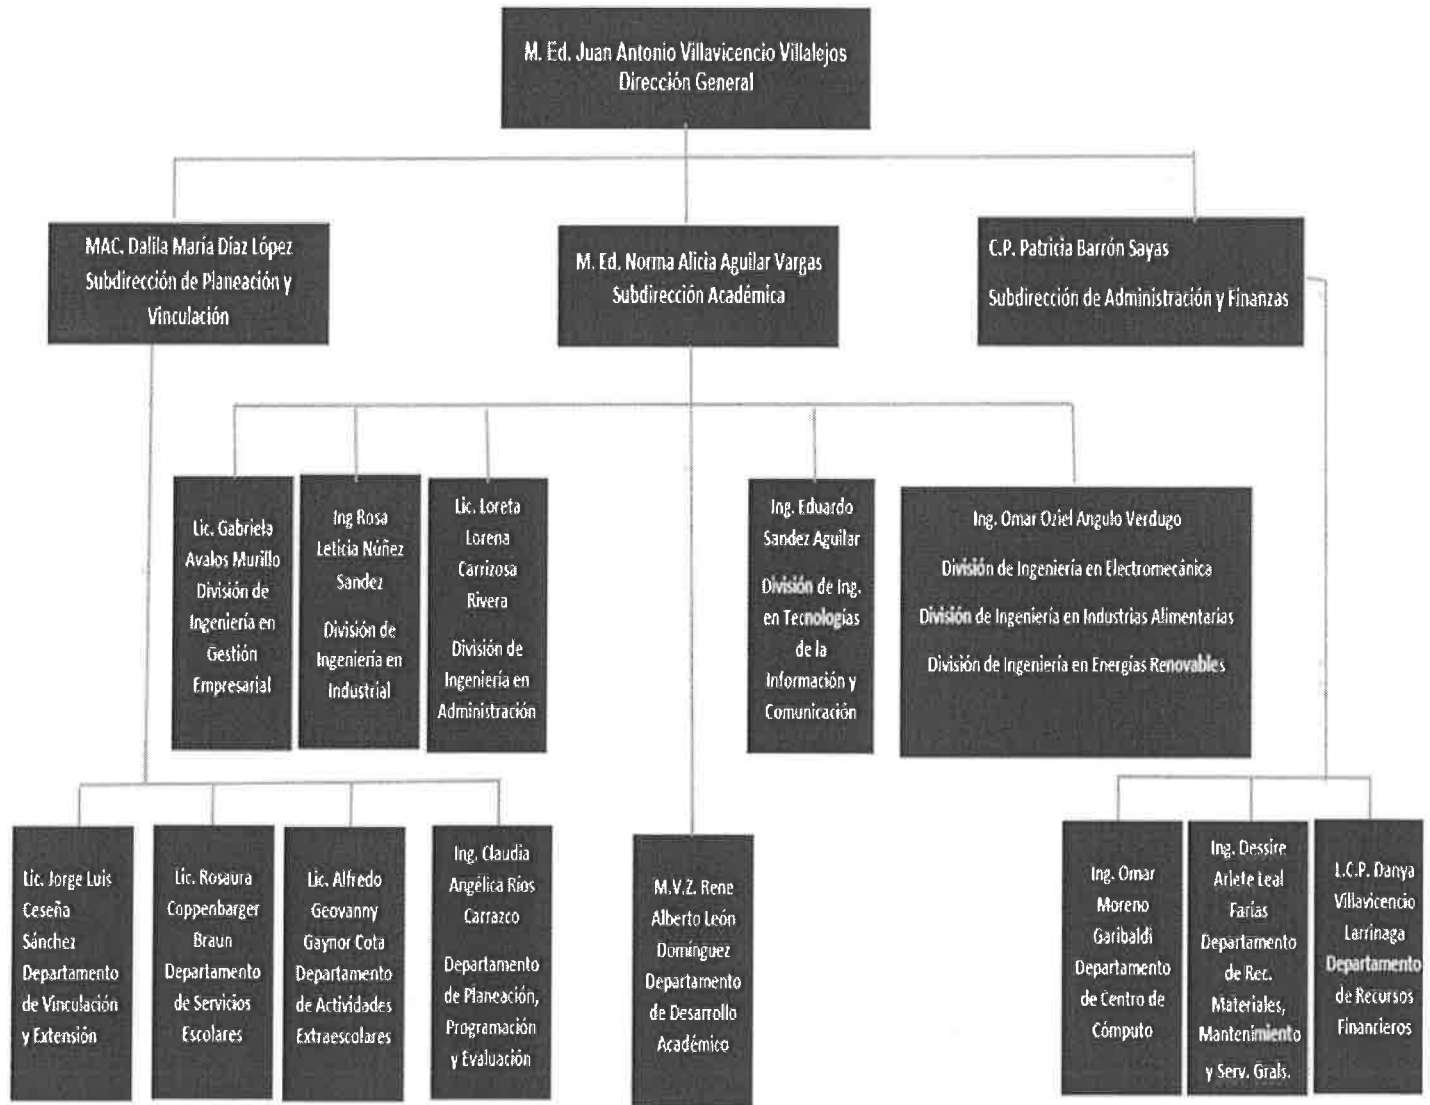 M. Ed. Juan Antonio Villavicencio Villalejos
Dirección General
MAC. Dalila María Díaz López
Subdirección de Planeación y
Vinculación
M. Ed. Norma Alicia Aguilar Vargas
Subdirección Académica
C.P. Patricia Barrón Sayas
Subdirección de Administración y Finanzas
Lic. Gabriela
Avalos Murillo
División de
Ingeniería en
Gestión
Empresarial
Ing Rosa
Leticia Núñez
Sandez
División de
Ingeniería en
Industrial
Lic. Loreta
Lorena
Carrizosa
Rivera
División de
Ingeniería en
Administración
Ing. Eduardo
Sandez Aguilar
División de Ing.
en Tecnologías
de la
Información y
Comunicación
Ing. Omar Oziel Angulo Verdugo
División de Ingeniería en Electromecánica
División de Ingeniería en Industrias Alimentarias
División de Ingeniería en Energías Renovables
Lic. Jorge Luis
Ceseña
Sánchez
Departamento
de Vinculación
y Extensión
Lic. Rosaura
Coppenbarger
Braun
Departamento
de Servicios
Escolares
Lic. Alfredo
Geovanny
Gaynor Cota
Departamento
de Actividades
Extraescolares
Ing. Claudia
Angélica Ríos
Carrazco
Departamento
de Planeación,
Programación
y Evaluación
M.V.Z. Rene
Alberto León
Domínguez
Departamento
de Desarrollo
Académico
Ing. Omar
Moreno
Garibaldi
Departamento
de Centro de
Cómputo
Ing. Dessire
Arlete Leal
Farías
Departamento
de Rec.
Materiales,
Mantenimiento
y Serv. Grals.
L.C.P. Danya
Villavicencio
Larrinaga
Departamento
de Recursos
Financieros